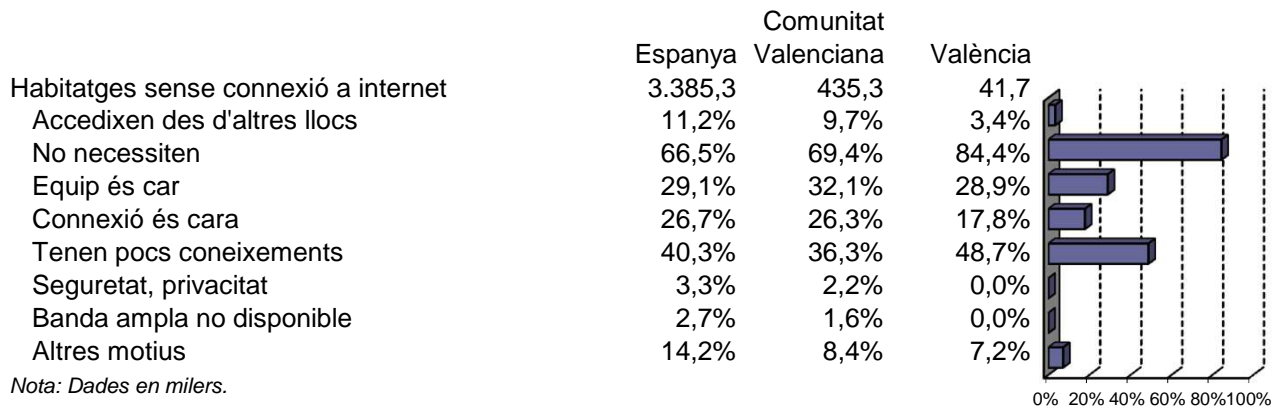 Comunitat
Espanya Valenciana València
Habitatges sense connexió a internet 3.385,3 435,3 41,7
Accedixen des d'altres llocs 11,2% 9,7% 3,4%
No necessiten 66,5% 69,4% 84,4%
Equip és car 29,1% 32,1% 28,9%
Connexió és cara 26,7% 26,3% 17,8%
Tenen pocs coneixements 40,3% 36,3% 48,7%
Seguretat, privacitat 3,3% 2,2% 0,0%
Banda ampla no disponible 2,7% 1,6% 0,0%
Altres motius 14,2% 8,4% 7,2%
Nota: Dades en milers.
0% 20% 40% 60% 80%100%